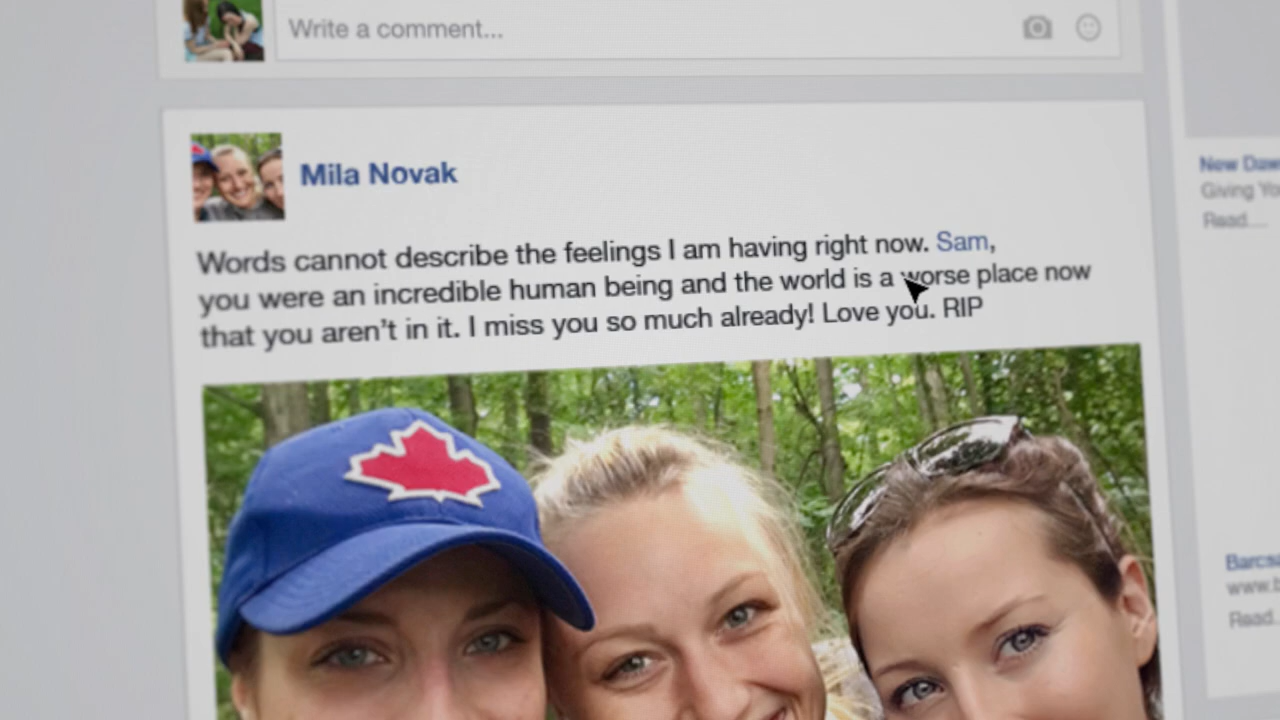 Write a comment...
Mila Novak
Words cannot describe the feelings I am having right now. Sam,
you were an incredible human being and the world is a worse place now
that you aren't in it. I miss you so much already! Love you. RIP
New Daw
Giving Yo
Read....
Barcs
www.b
Read..